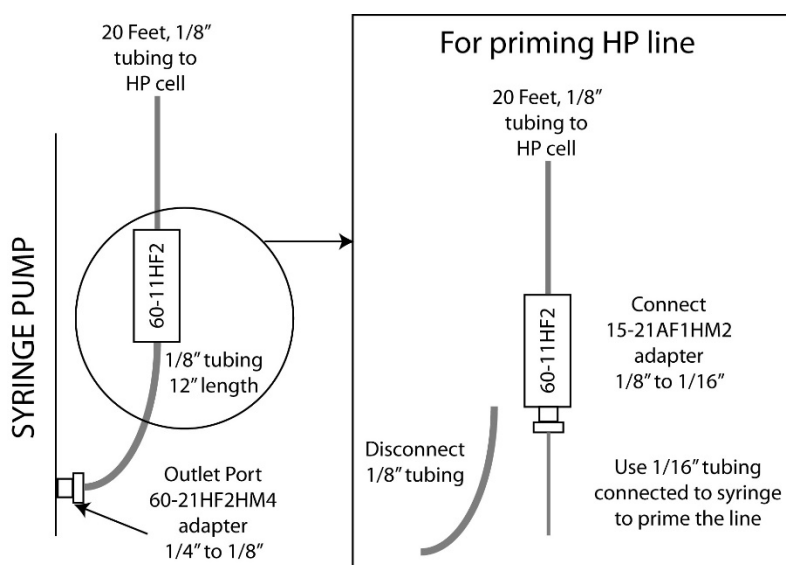 20 Feet, 1/8”
tubing to
HP cell
SYRINGE PUMP
60-11HF2
1/8” tubing
12” length
Outlet Port
60-21HF2HM4
adapter
1/4” to 1/8”
For priming HP line
20 Feet, 1/8”
tubing to
HP cell
60-11HF2
Connect
15-21AF1HM2
adapter
1/8” to 1/16”
Disconnect
1/8” tubing
Use 1/16” tubing
connected to syringe
to prime the line